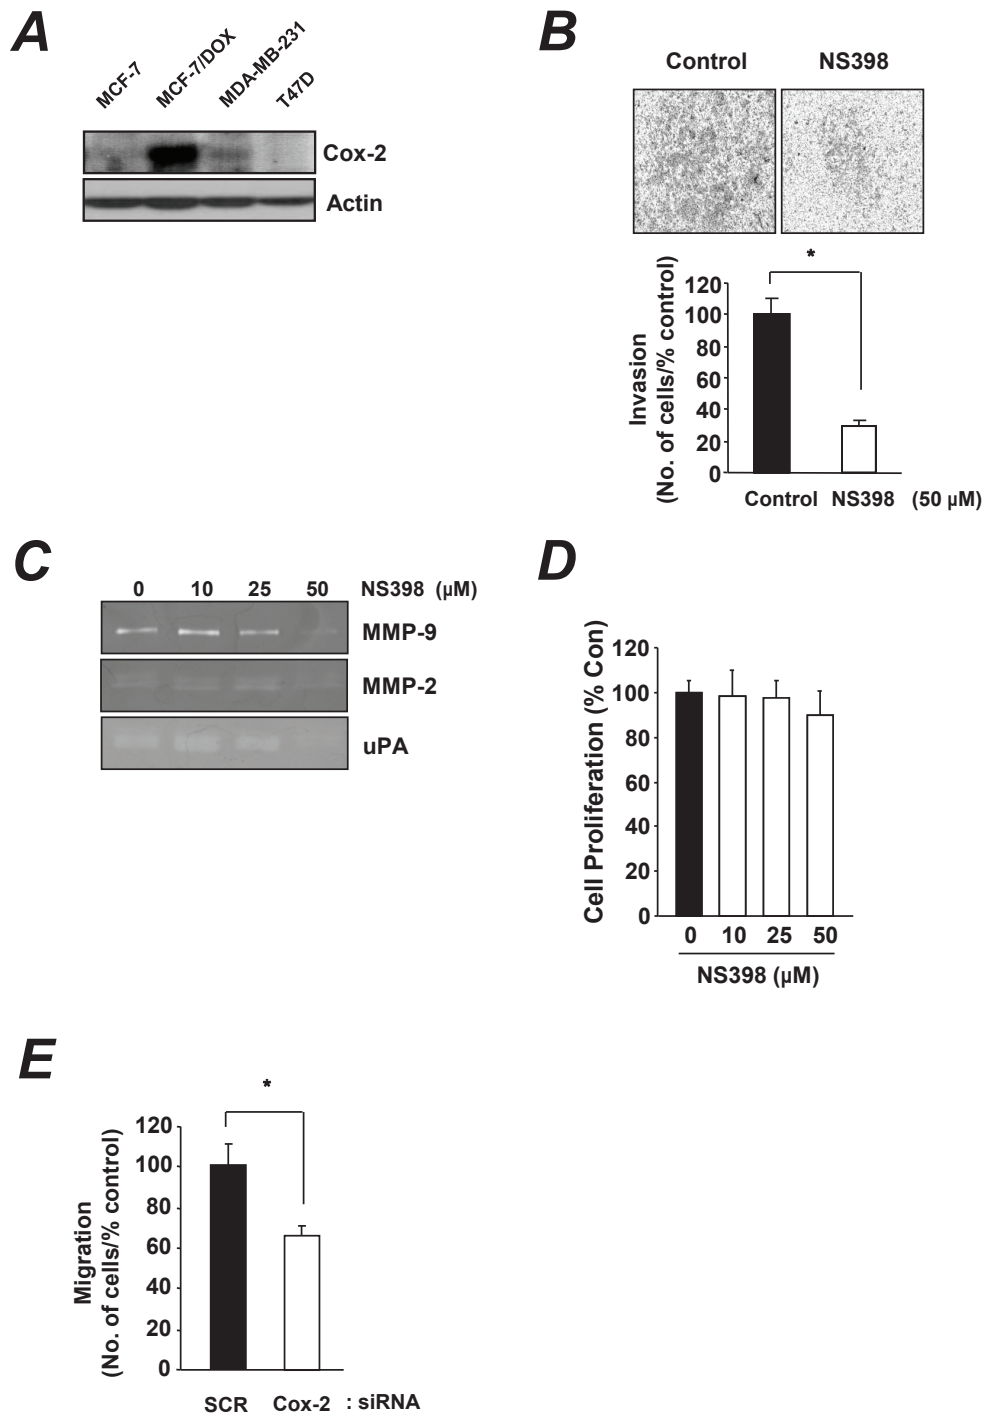 A
MCF-7
MCF-7/DOX
MDA-MB-231
T47D
Cox-2
Actin
B
Control NS398
*
120
100
80
60
40
20
0
Invasion
(No. of cells/% control)
Control NS398 (50 µM)
C
0 10 25 50 NS398 (µM)
MMP-9
MMP-2
uPA
D
120
100
80
60
40
20
0
Cell Proliferation (% Con)
0 10 25 50
NS398 (µM)
E
*
120
100
80
60
40
20
0
Migration
(No. of cells/% control)
SCR Cox-2 : siRNA